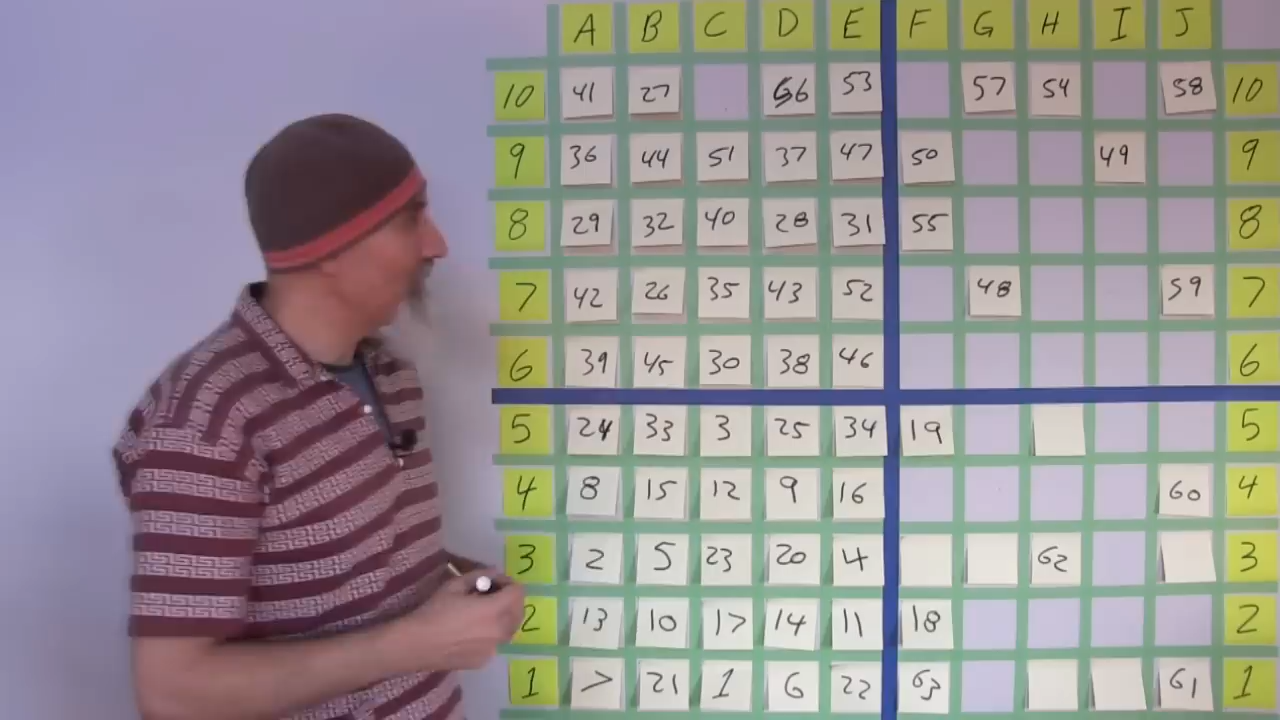 A B C D E F G H I J
10 41 27 56 53 57 54 58 10
9 36 44 51 37 47 50 49 9
8 29 32 40 28 31 55 8
7 42 26 35 43 52 48 59 7
6 39 45 30 38 46 6
5 24 33 3 25 34 19 5
4 8 15 12 9 16 60 4
3 2 5 23 20 4 62 3
2 13 10 17 14 11 18 2
1 7 21 1 6 22 63 61 1